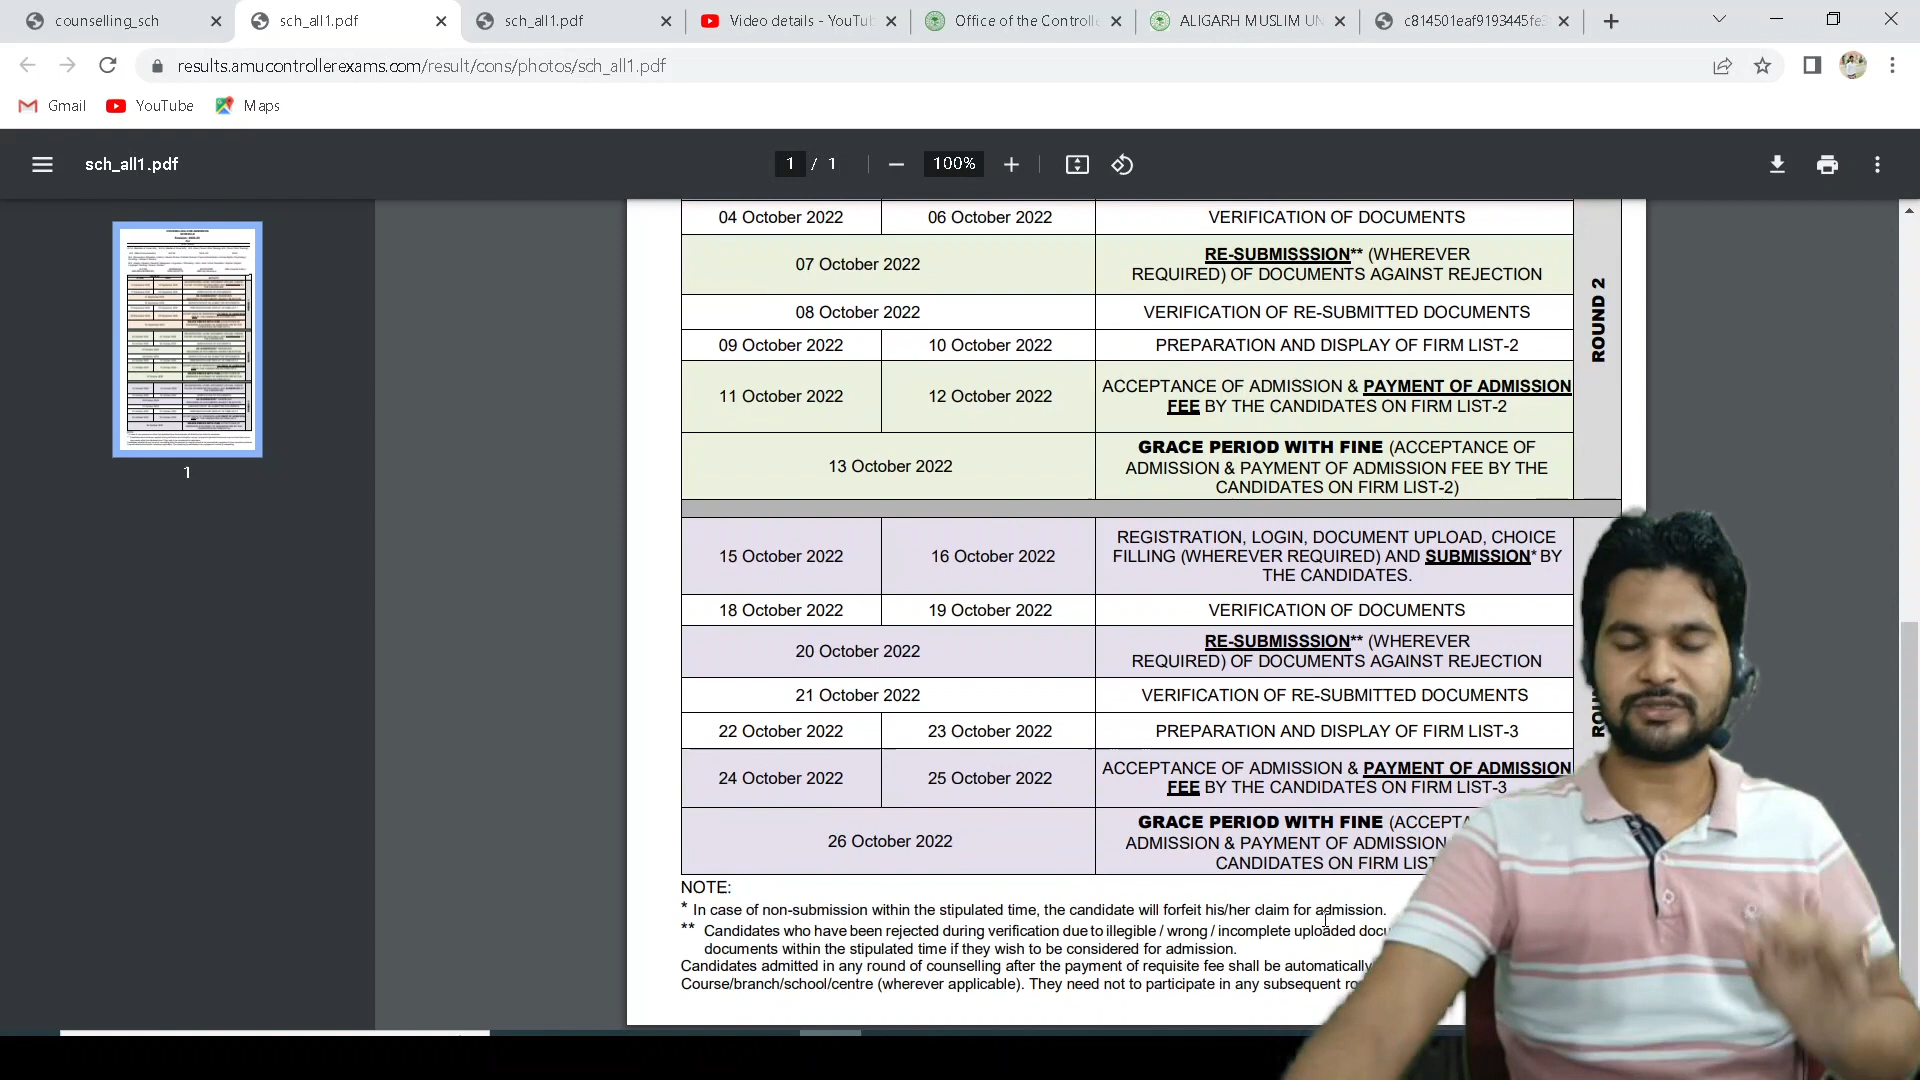 counselling_sch
sch_all1.pdf
sch_all1.pdf
Video details - YouTub
Office of the Controlle
ALIGARH MUSLIM UN
c814501eaf9193445fe3
results.amucontrollerexams.com/result/cons/photos/sch_all1.pdf
Gmail
YouTube
Maps
sch_all1.pdf
1 / 1
100%
1
04 October 2022 06 October 2022 VERIFICATION OF DOCUMENTS
07 October 2022
RE-SUBMISSSION** (WHEREVER
REQUIRED) OF DOCUMENTS AGAINST REJECTION
08 October 2022 VERIFICATION OF RE-SUBMITTED DOCUMENTS
09 October 2022 10 October 2022 PREPARATION AND DISPLAY OF FIRM LIST-2
11 October 2022 12 October 2022
ACCEPTANCE OF ADMISSION & PAYMENT OF ADMISSION
FEE BY THE CANDIDATES ON FIRM LIST-2
13 October 2022
GRACE PERIOD WITH FINE (ACCEPTANCE OF
ADMISSION & PAYMENT OF ADMISSION FEE BY THE
CANDIDATES ON FIRM LIST-2)
ROUND 2
15 October 2022 16 October 2022
REGISTRATION, LOGIN, DOCUMENT UPLOAD, CHOICE
FILLING (WHEREVER REQUIRED) AND SUBMISSION* BY
THE CANDIDATES.
18 October 2022 19 October 2022 VERIFICATION OF DOCUMENTS
20 October 2022
RE-SUBMISSSION** (WHEREVER
REQUIRED) OF DOCUMENTS AGAINST REJECTION
21 October 2022 VERIFICATION OF RE-SUBMITTED DOCUMENTS
22 October 2022 23 October 2022 PREPARATION AND DISPLAY OF FIRM LIST-3
24 October 2022 25 October 2022
ACCEPTANCE OF ADMISSION & PAYMENT OF ADMISSION
FEE BY THE CANDIDATES ON FIRM LIST-3
26 October 2022
GRACE PERIOD WITH FINE (ACCEPTA
ADMISSION & PAYMENT OF ADMISSION
CANDIDATES ON FIRM LIST
NOTE:
* In case of non-submission within the stipulated time, the candidate will forfeit his/her claim for admission.
** Candidates who have been rejected during verification due to illegible / wrong / incomplete uploaded docu
documents within the stipulated time if they wish to be considered for admission.
Candidates admitted in any round of counselling after the payment of requisite fee shall be automatically
Course/branch/school/centre (wherever applicable). They need not to participate in any subsequent ro